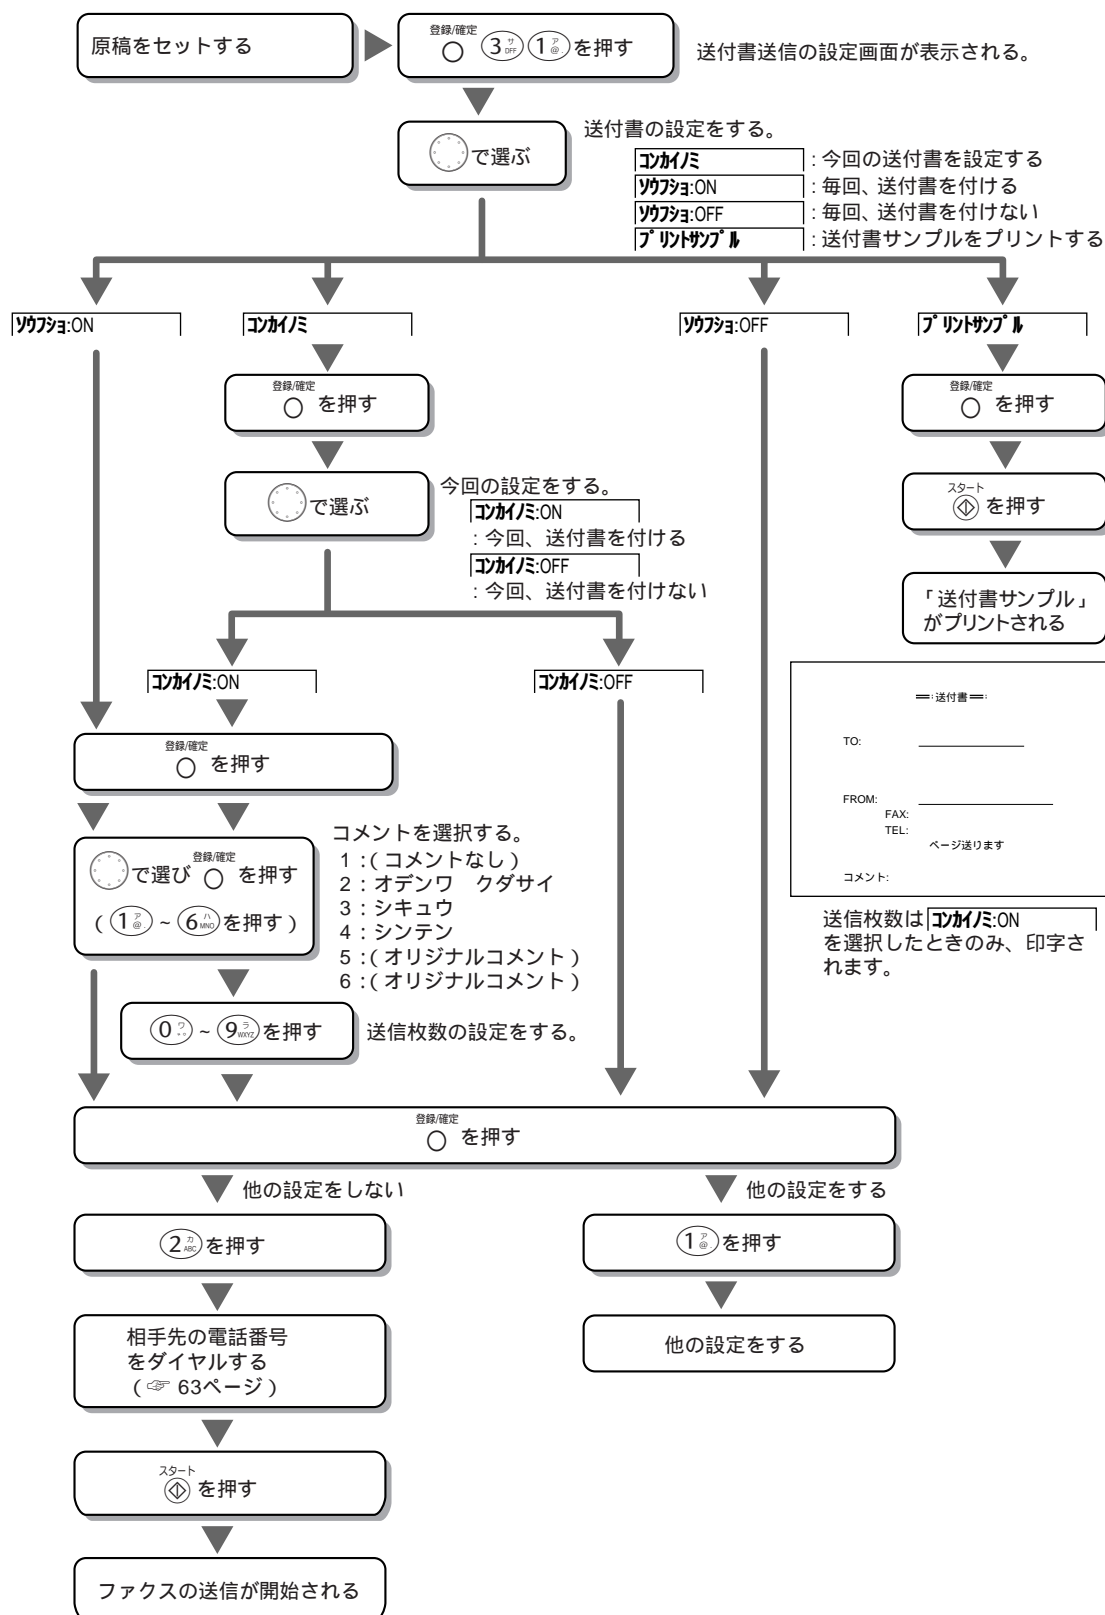 原稿をセットする
登録/確定
3 サ DFF 1 ア @. を押す
送付書送信の設定画面が表示される。
で選ぶ
送付書の設定をする。
コンカイノミ : 今回の送付書を設定する
ソウフショ:ON : 毎回、送付書を付ける
ソウフショ:OFF : 毎回、送付書を付けない
プリントサンプル : 送付書サンプルをプリントする
ソウフショ:ON
コンカイノミ
ソウフショ:OFF
プリントサンプル
登録/確定
を押す
登録/確定
を押す
で選ぶ
今回の設定をする。
コンカイノミ:ON
: 今回、送付書を付ける
コンカイノミ:OFF
: 今回、送付書を付けない
スタート
を押す
「送付書サンプル」
がプリントされる
コンカイノミ:ON
コンカイノミ:OFF
登録/確定
を押す
送付書
TO:
FROM:
FAX:
TEL:
ページ送ります
コメント:
送信枚数は コンカイノミ:ON
を選択したときのみ、印字さ
れます。
登録/確定
で選び を押す
( 1 ア @. ~ 6 ハ MNO を押す )
コメントを選択する。
1 :( コメントなし )
2 : オデンワ クダサイ
3 : シキュウ
4 : シンテン
5 :( オリジナルコメント )
6 :( オリジナルコメント )
0 ワ ~ 9 ラ WXYZ を押す
送信枚数の設定をする。
登録/確定
を押す
他の設定をしない
他の設定をする
2 カ ABC を押す
1 ア @. を押す
相手先の電話番号
をダイヤルする
( ☞ 63ページ )
他の設定をする
スタート
を押す
ファクスの送信が開始される